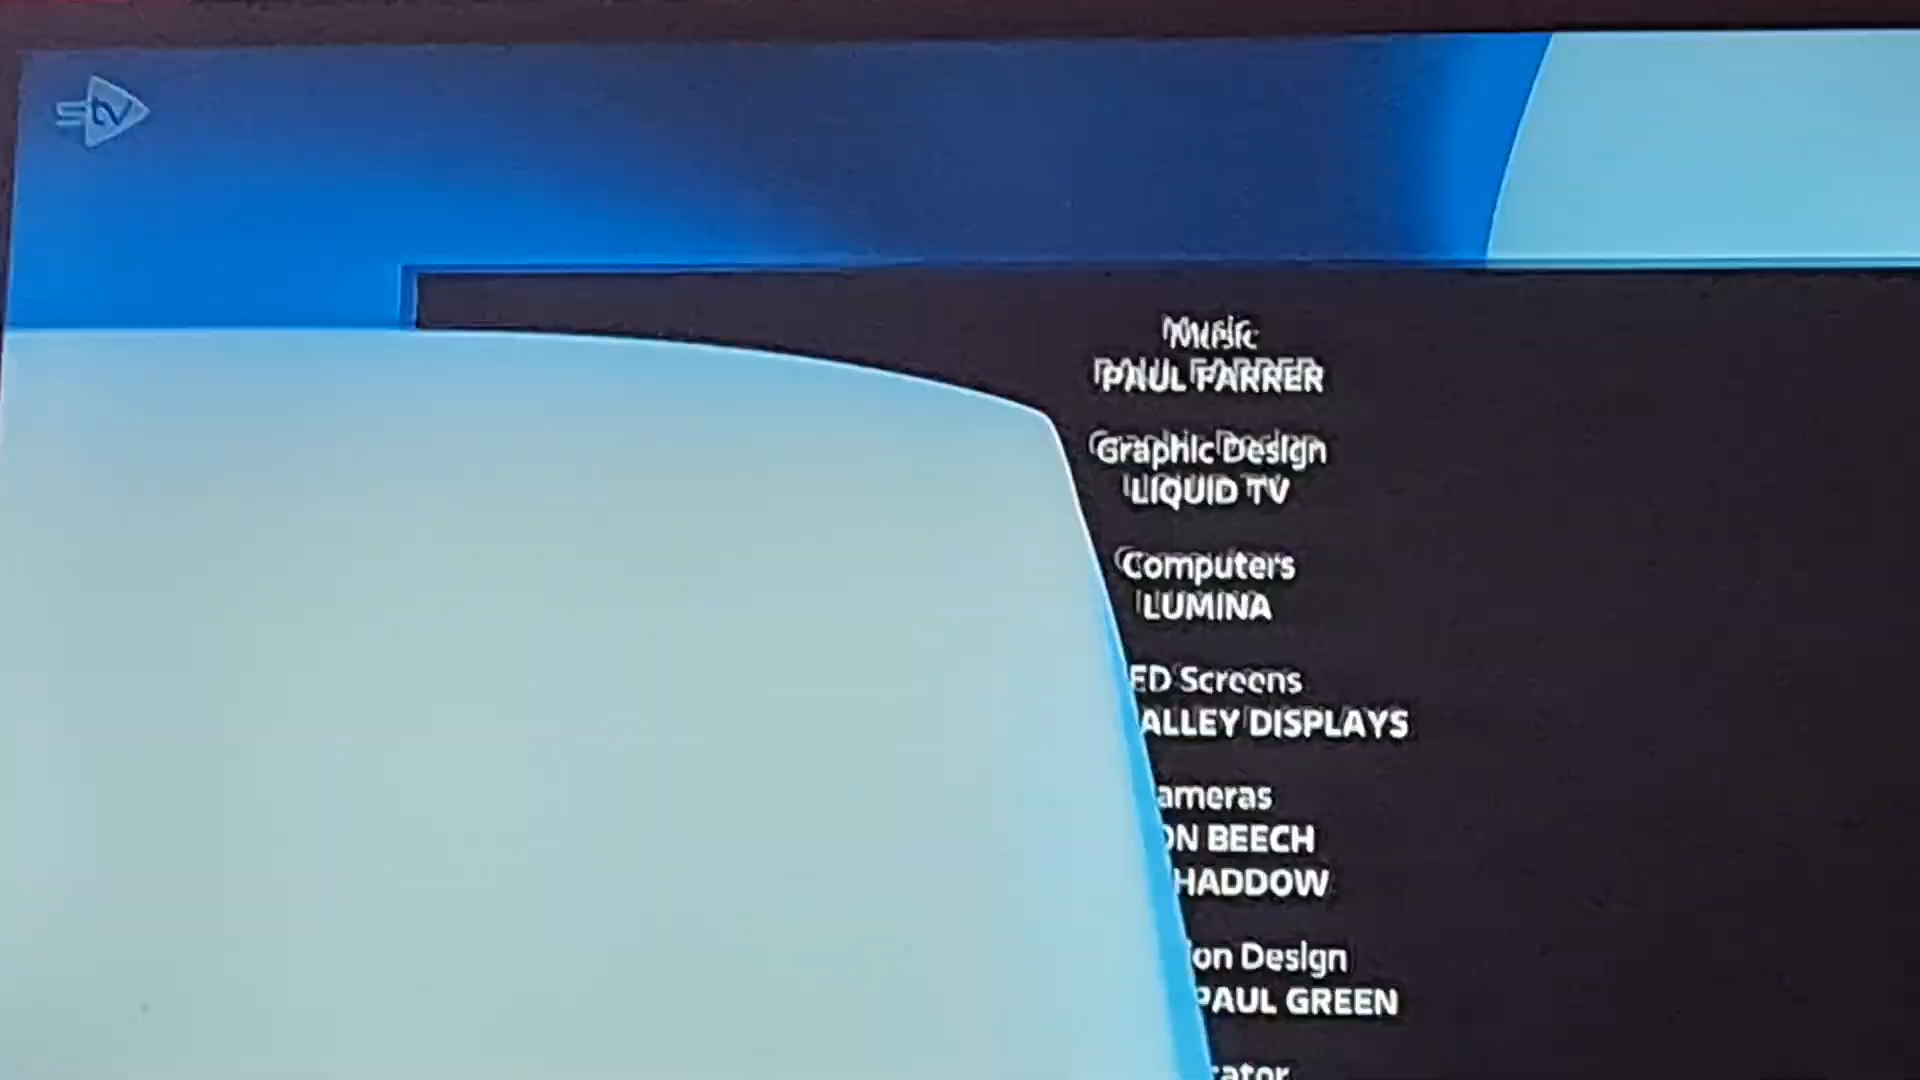 stv
Music
PAUL FARRER
Graphic Design
LIQUID TV
Computers
LUMINA
ED Screens
ALLEY DISPLAYS
ameras
ON BEECH
HADDOW
ion Design
PAUL GREEN